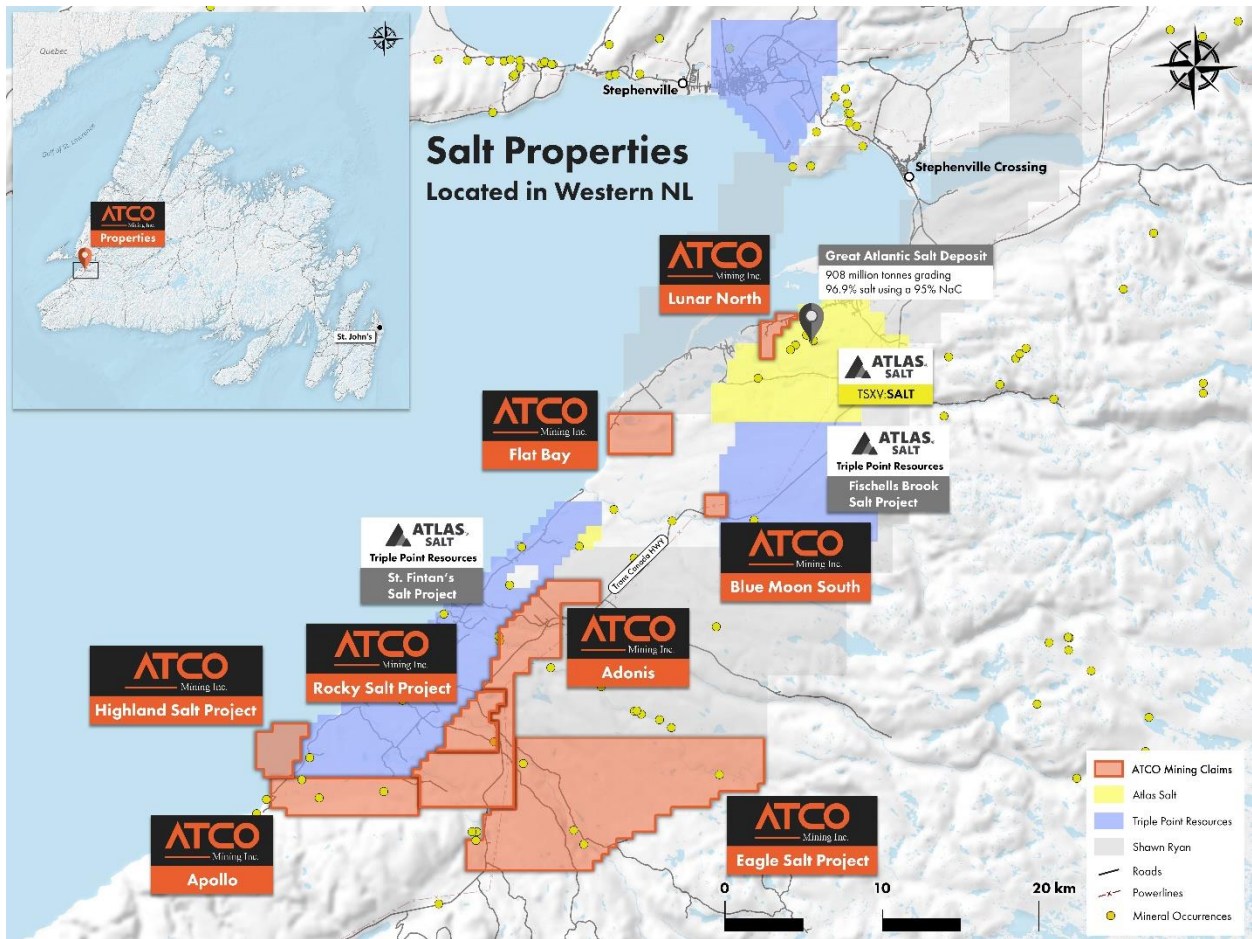 Quebec
Gulf of St. Lawrence
ATCO
Mining Inc.
Properties
St. John's
Salt Properties
Located in Western NL
Stephenville
Stephenville Crossing
ATCO
Mining Inc.
Lunar North
Great Atlantic Salt Deposit
908 million tonnes grading
96.9% salt using a 95% NaC
ATLAS
SALT
TSXV:SALT
ATCO
Mining Inc.
Flat Bay
ATLAS
SALT
Triple Point Resources
Fischells Brook
Salt Project
ATLAS
SALT
Triple Point Resources
St. Fintan's
Salt Project
Trans Canada HWY
ATCO
Mining Inc.
Blue Moon South
ATCO
Mining Inc.
Adonis
ATCO
Mining Inc.
Rocky Salt Project
ATCO
Mining Inc.
Highland Salt Project
ATCO
Mining Inc.
Apollo
ATCO
Mining Inc.
Eagle Salt Project
0 10 20 km
ATCO Mining Claims
Atlas Salt
Triple Point Resources
Shawn Ryan
Roads
Powerlines
Mineral Occurrences